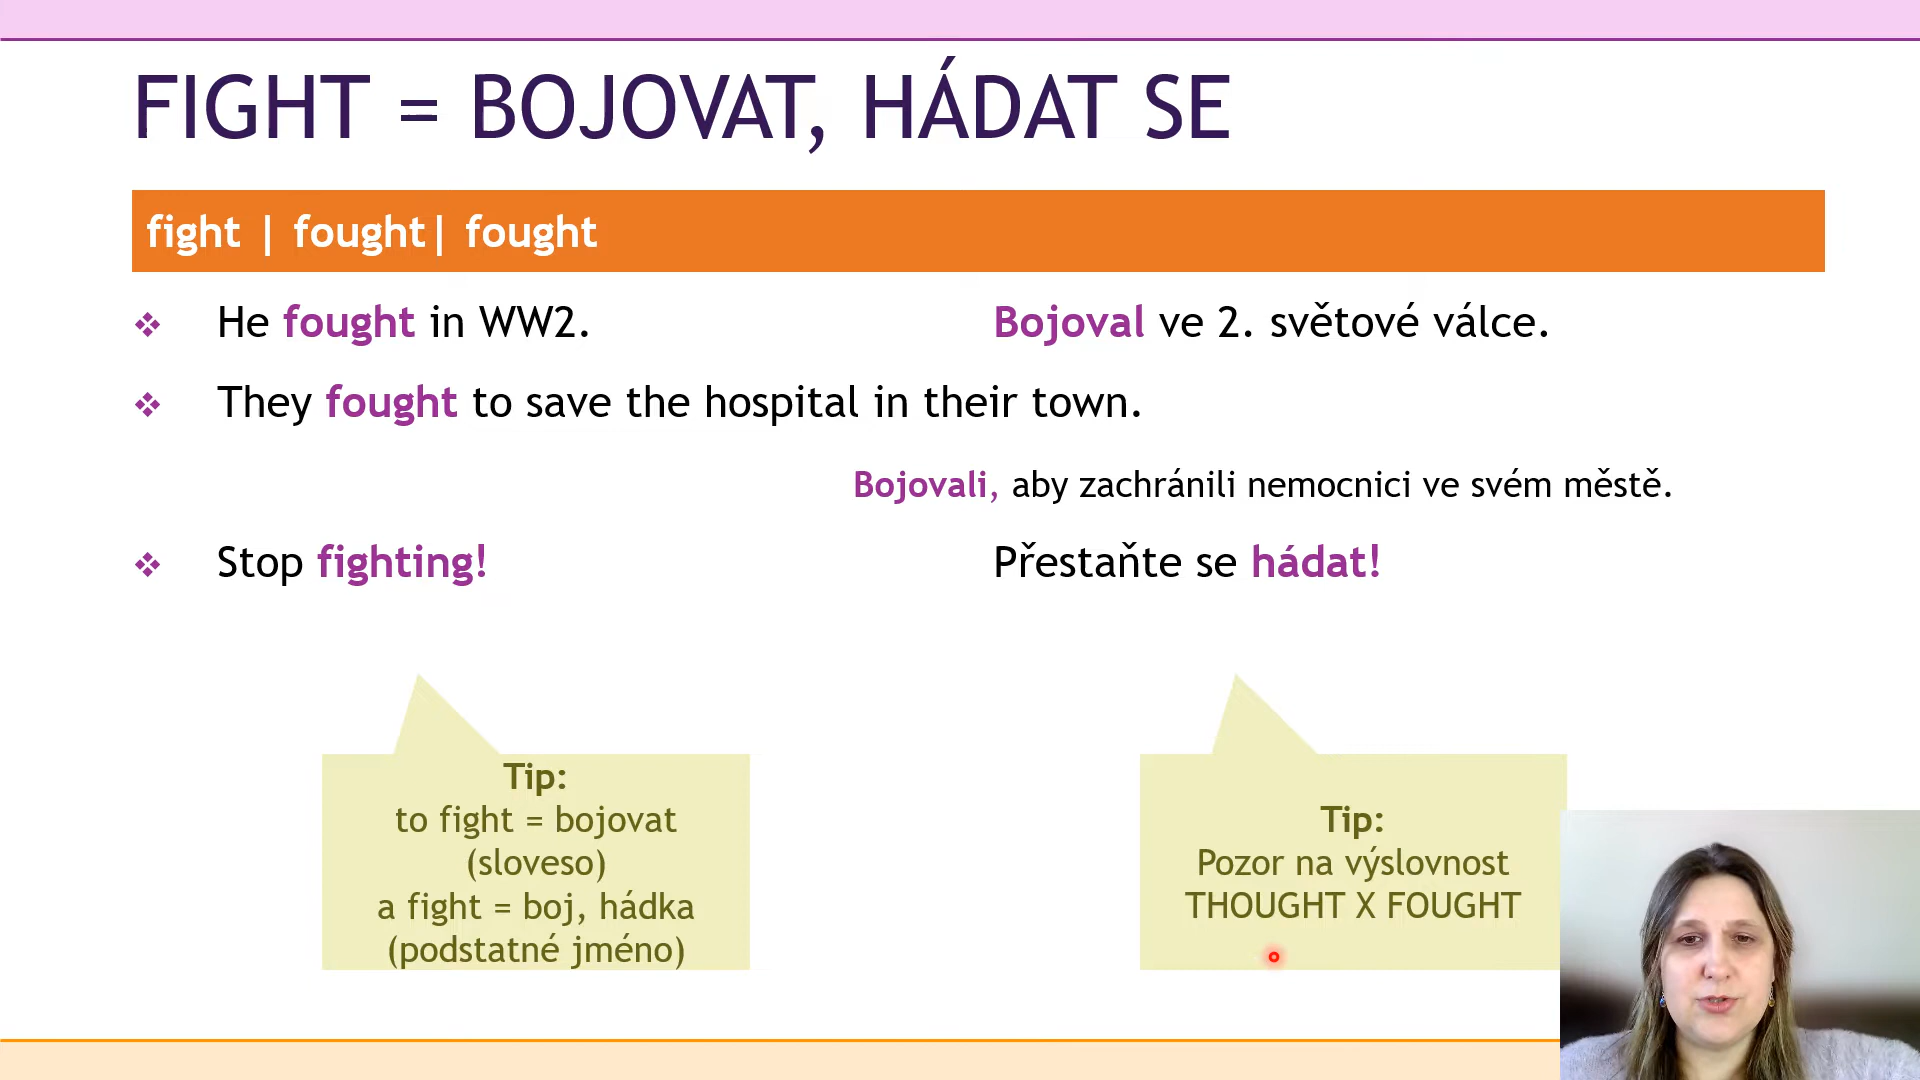 FIGHT = BOJOVAT, HÁDAT SE
fight | fought| fought
❖ He fought in WW2. Bojoval ve 2. světové válce.
❖ They fought to save the hospital in their town.
Bojovali, aby zachránili nemocnici ve svém městě.
❖ Stop fighting! Přestaňte se hádat!
Tip:
to fight = bojovat
(sloveso)
a fight = boj, hádka
(podstatné jméno)
Tip:
Pozor na výslovnost
THOUGHT X FOUGHT